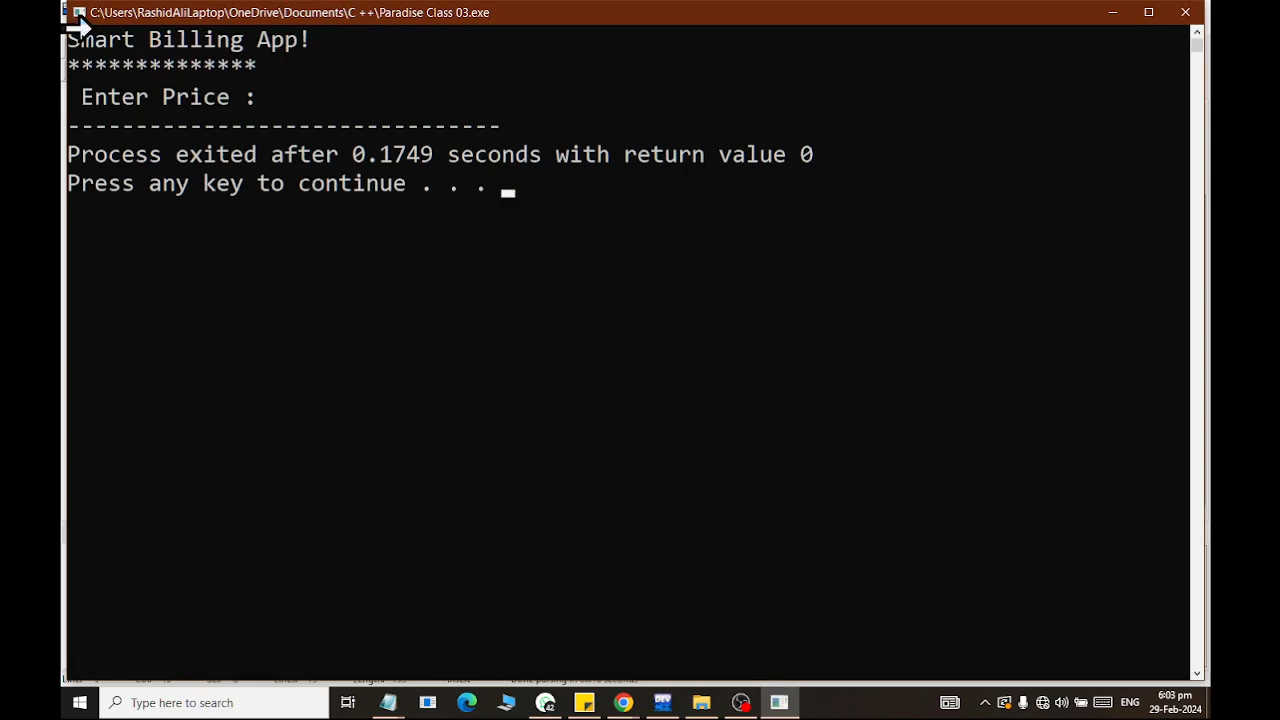 C:\Users\RashidAliLaptop\OneDrive\Documents\C ++\Paradise Class 03.exe
Smart Billing App!
**************
Enter Price :
--------------------------------
Process exited after 0.1749 seconds with return value 0
Press any key to continue . . .
Type here to search
DEV
ENG
6:03 pm
29-Feb-2024